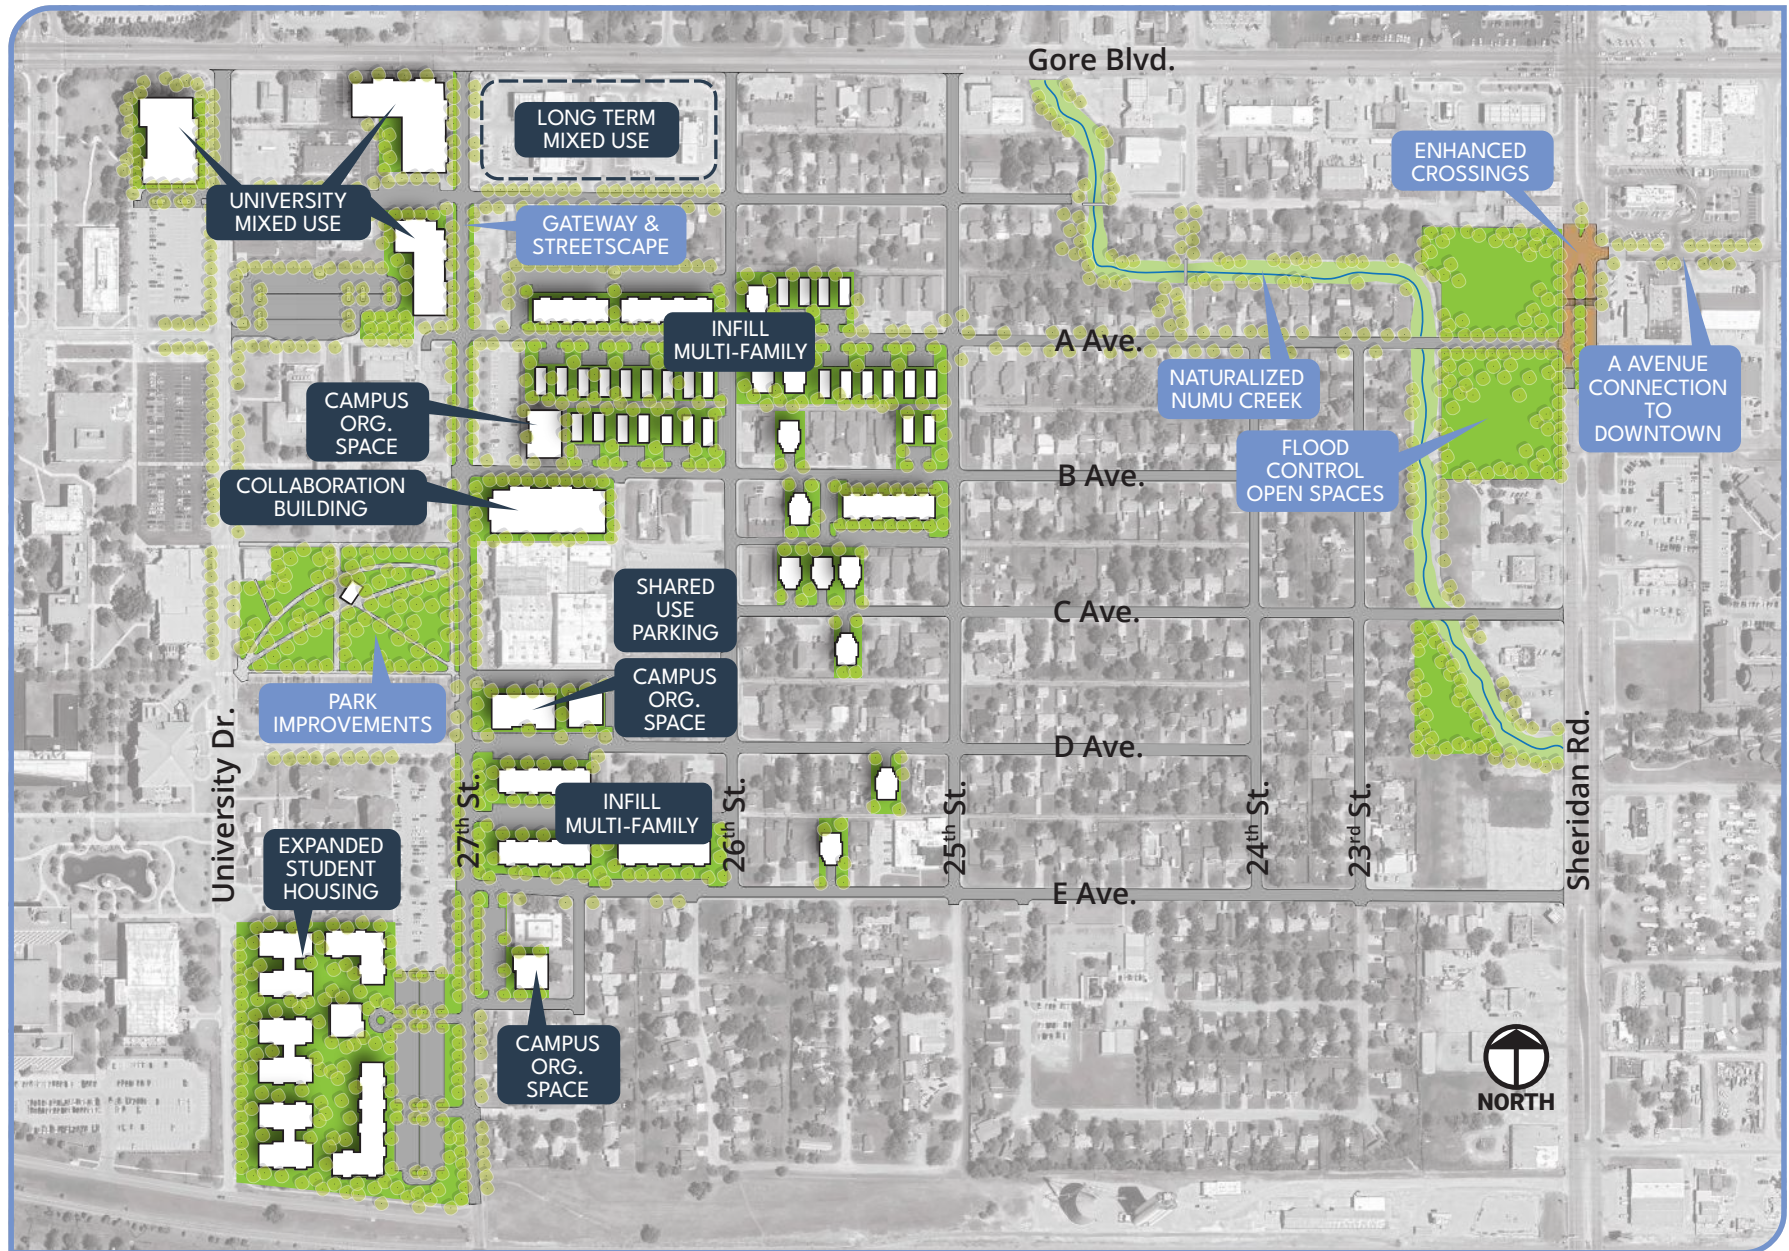 Gore Blvd.
LONG TERM
MIXED USE
ENHANCED
CROSSINGS
UNIVERSITY
MIXED USE
GATEWAY &
STREETSCAPE
INFILL
MULTI-FAMILY
A Ave.
NATURALIZED
NUMU CREEK
A AVENUE
CONNECTION
TO
DOWNTOWN
CAMPUS
ORG.
SPACE
FLOOD
CONTROL
OPEN SPACES
B Ave.
COLLABORATION
BUILDING
SHARED
USE
PARKING
C Ave.
CAMPUS
ORG.
SPACE
PARK
IMPROVEMENTS
D Ave.
University Dr.
27th St.
26th St.
25th St.
24th St.
23rd St.
Sheridan Rd.
INFILL
MULTI-FAMILY
EXPANDED
STUDENT
HOUSING
E Ave.
CAMPUS
ORG.
SPACE
NORTH